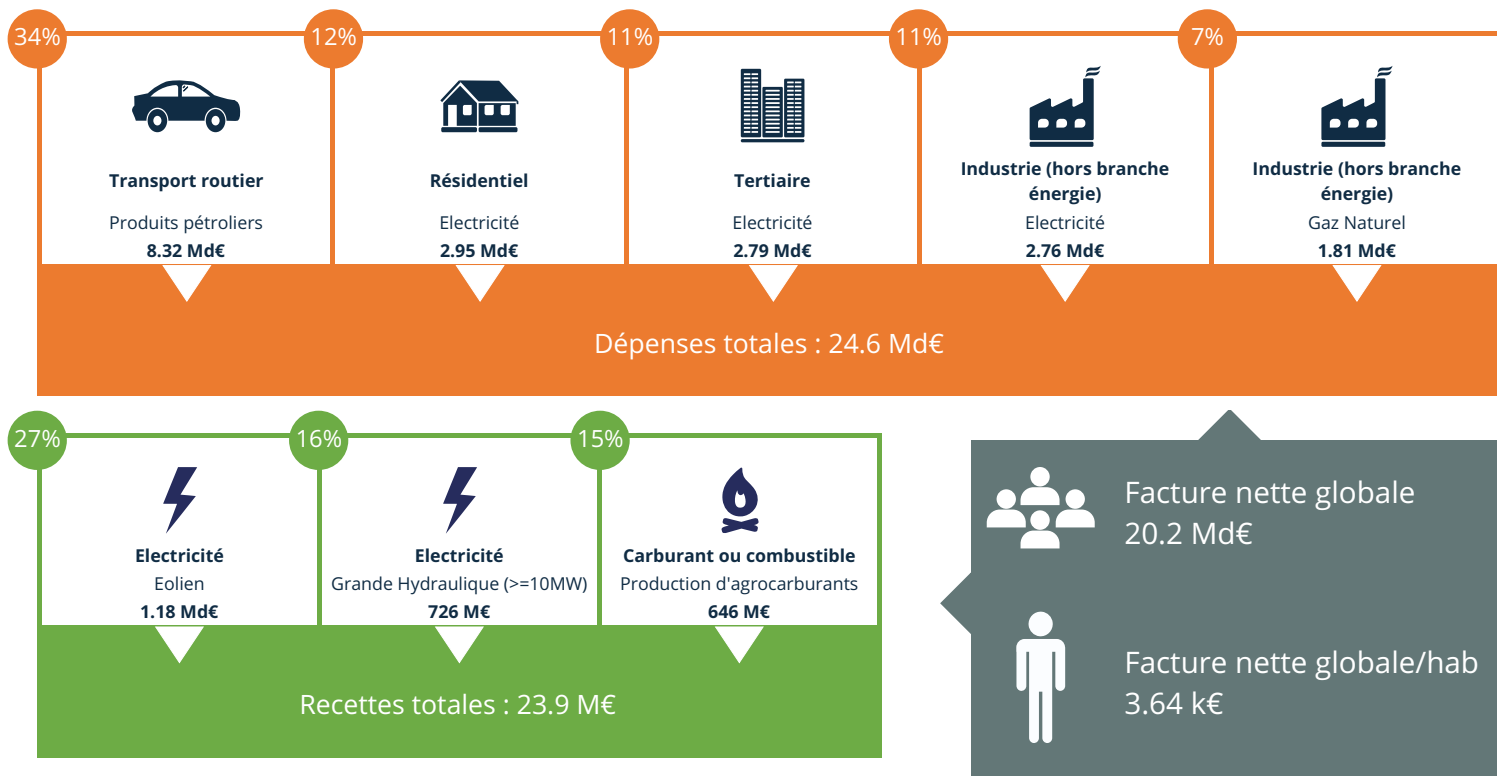 34%
12%
11%
11%
7%
Transport routier
Produits pétroliers
8.32 Md€
Résidentiel
Electricité
2.95 Md€
Tertiaire
Electricité
2.79 Md€
Industrie (hors branche
énergie)
Electricité
2.76 Md€
Industrie (hors branche
énergie)
Gaz Naturel
1.81 Md€
Dépenses totales : 24.6 Md€
27%
16%
15%
Electricité
Eolien
1.18 Md€
Electricité
Grande Hydraulique (>=10MW)
726 M€
Carburant ou combustible
Production d'agrocarburants
646 M€
Recettes totales : 23.9 M€
Facture nette globale
20.2 Md€
Facture nette globale/hab
3.64 k€